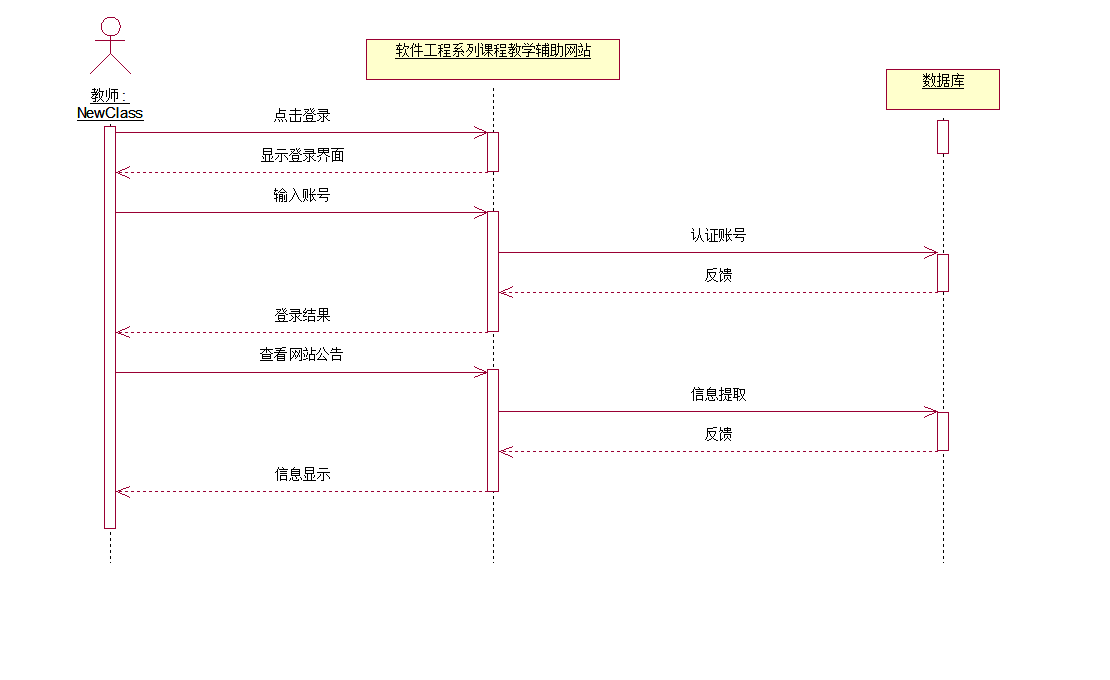 软件工程系列课程教学辅助网站
数据库
教师 :
NewClass
点击登录
显示登录界面
输入账号
认证账号
反馈
登录结果
查看网站公告
信息提取
反馈
信息显示